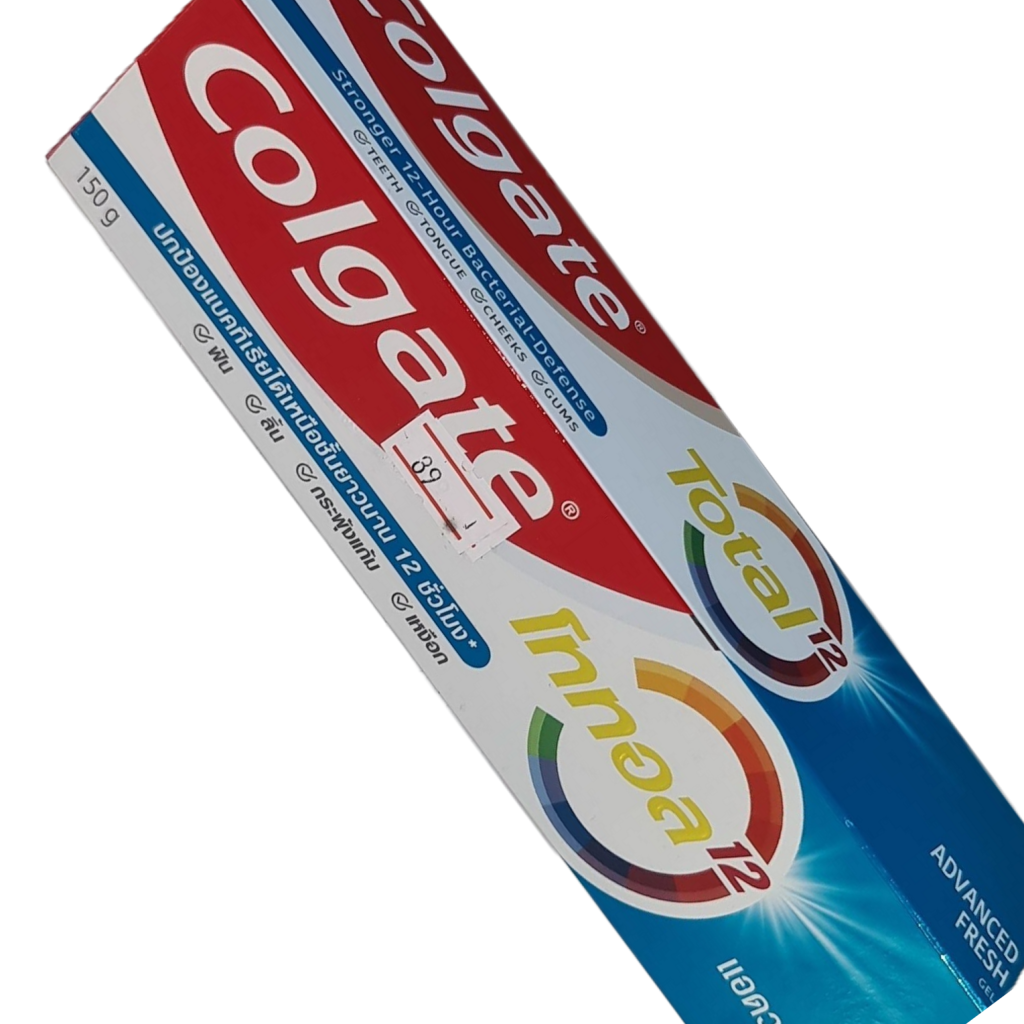 Colgate®
Stronger 12-Hour Bacterial-Defense
TEETH TONGUE CHEEKS GUMS
Total 12
ADVANCED
FRESH
GEL
Colgate®
150 g
ปกป้องแบคทีเรียได้เหนือชั้นยาวนาน 12 ชั่วโมง*
ฟัน ลิ้น กระพุ้งแก้ม เหงือก
89
โททอล 12